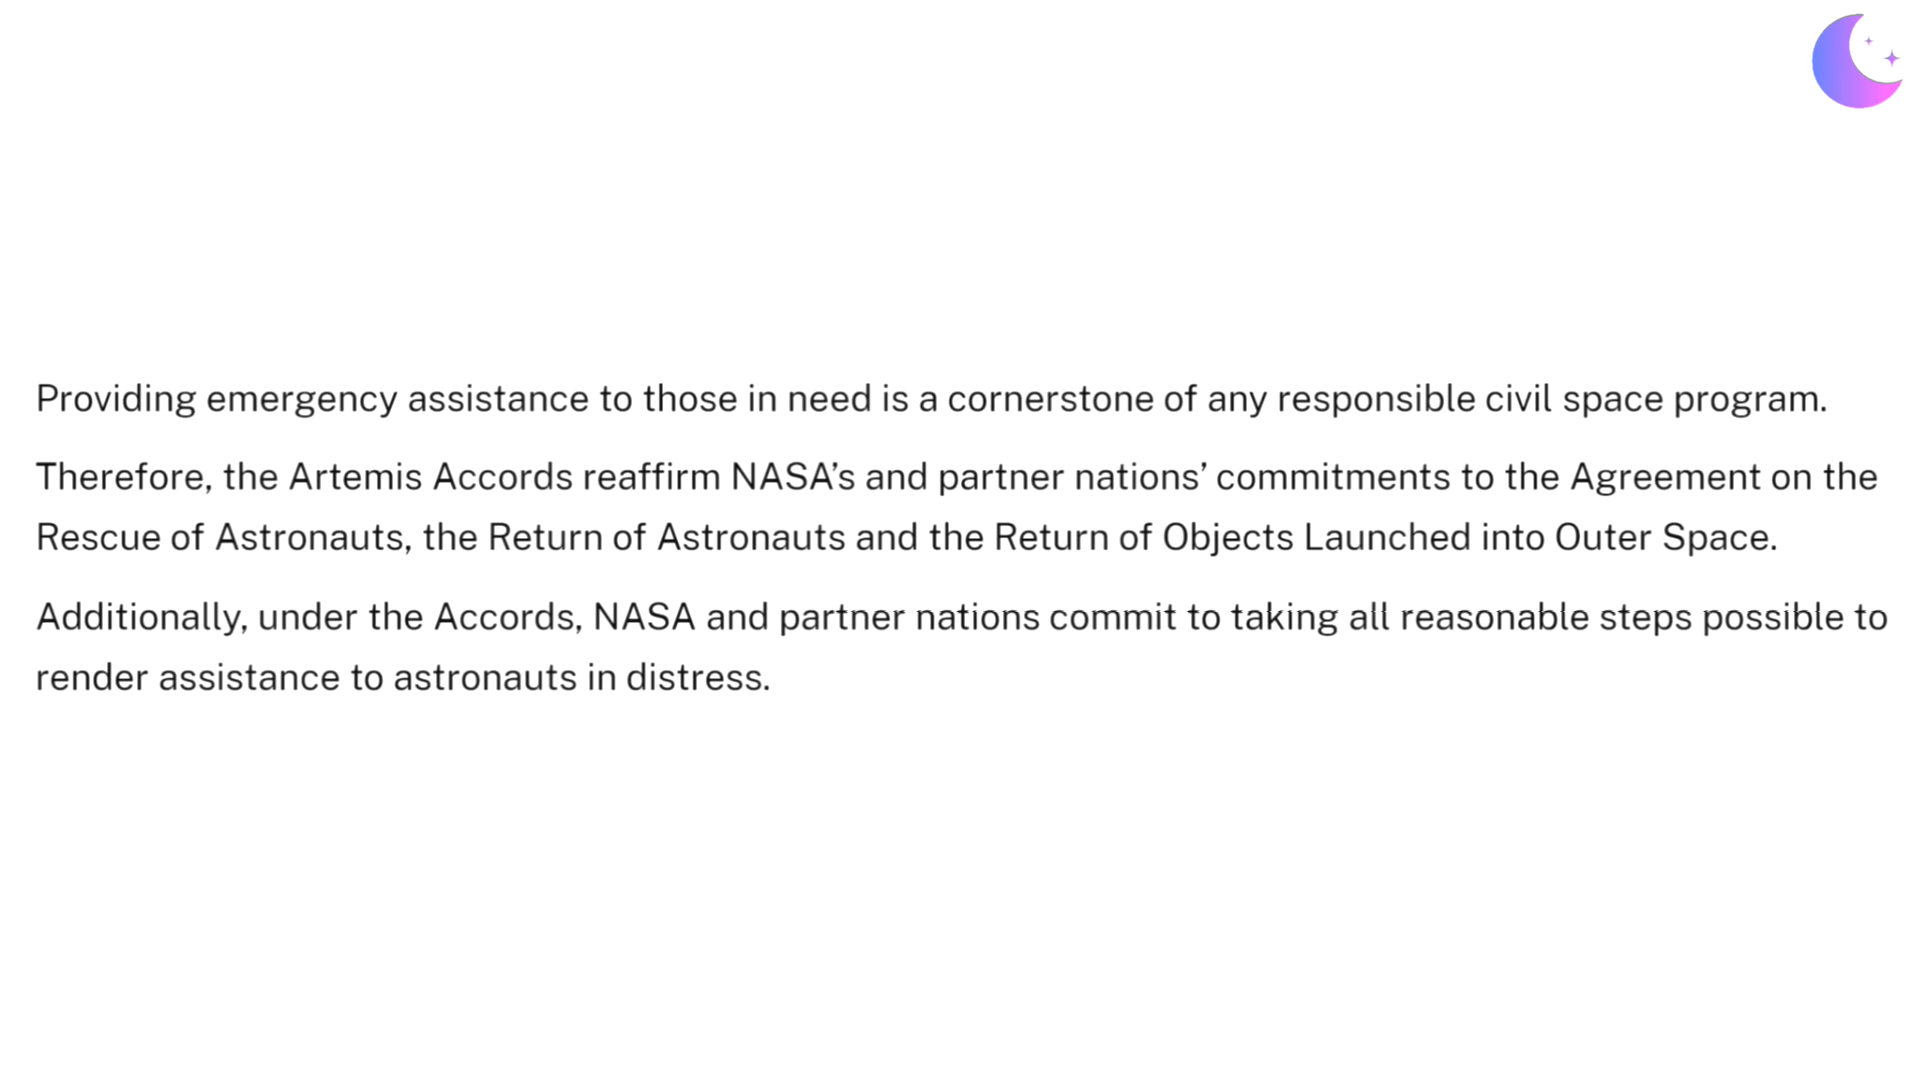 Providing emergency assistance to those in need is a cornerstone of any responsible civil space program.
Therefore, the Artemis Accords reaffirm NASA’s and partner nations’ commitments to the Agreement on the
Rescue of Astronauts, the Return of Astronauts and the Return of Objects Launched into Outer Space.
Additionally, under the Accords, NASA and partner nations commit to taking all reasonable steps possible to
render assistance to astronauts in distress.